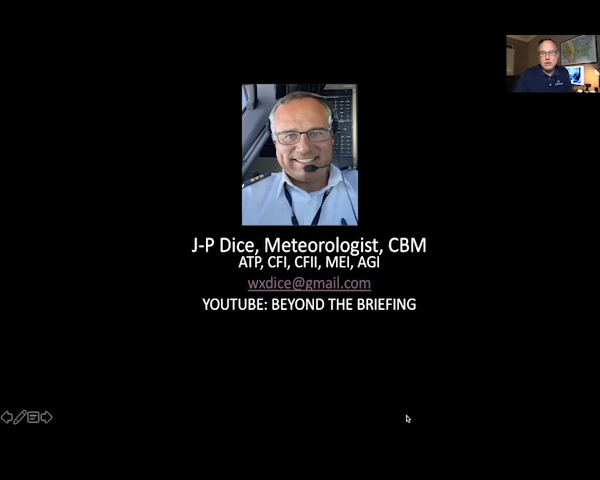 J-P Dice, Meteorologist, CBM
ATP, CFI, CFII, MEI, AGI
wxdice@gmail.com
YOUTUBE: BEYOND THE BRIEFING